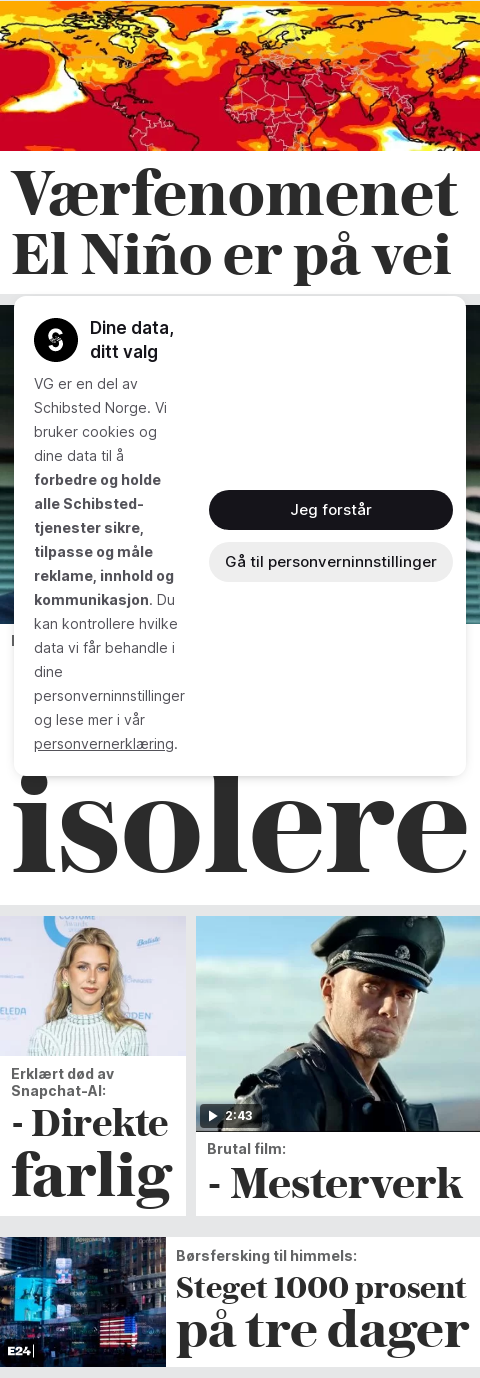 Værfenomenet
El Niño er på vei
Dine data,
ditt valg
VG er en del av
Schibsted Norge. Vi
bruker cookies og
dine data til å
forbedre og holde
alle Schibsted-
tjenester sikre,
tilpasse og måle
reklame, innhold og
kommunikasjon. Du
kan kontrollere hvilke
data vi får behandle i
dine
personverninnstillinger
og lese mer i vår
personvernerklæring.
Jeg forstår
Gå til personverninnstillinger
isolere
COSTUME
Erklært død av
Snapchat-AI:
- Direkte
farlig
2:43
Brutal film:
- Mesterverk
E24
Børsfersking til himmels:
Steget 1000 prosent
på tre dager